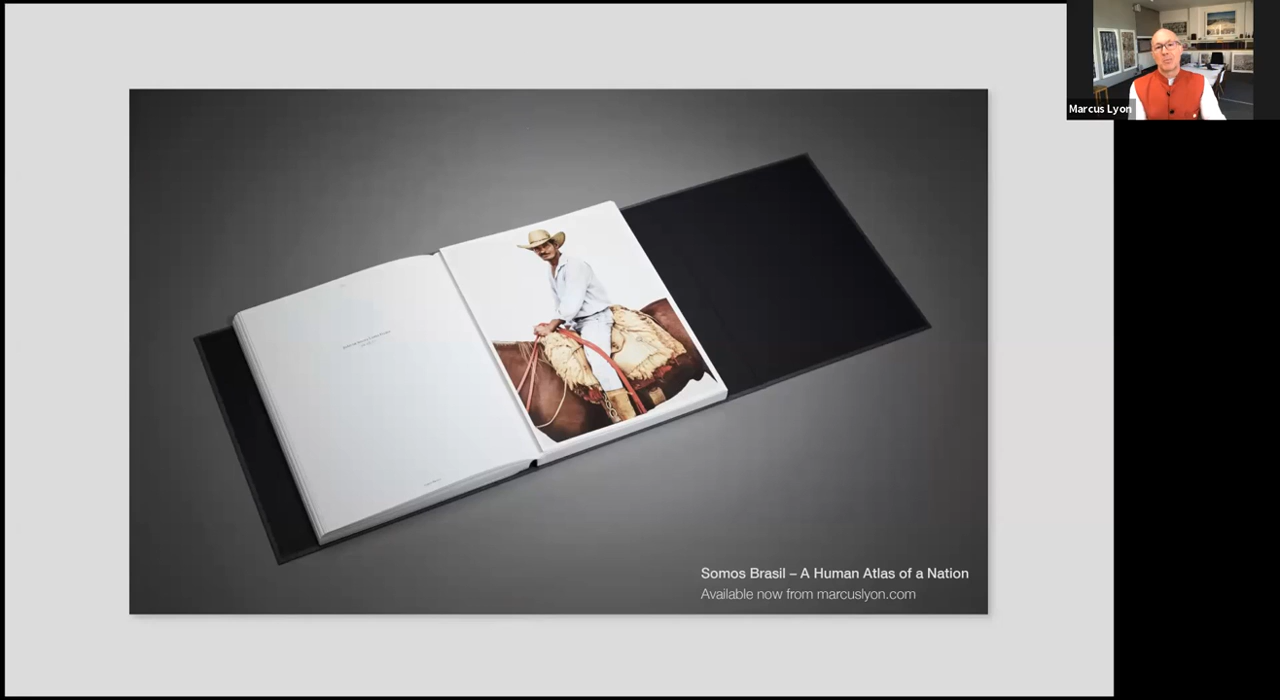 Marcus Lyon
Somos Brasil – A Human Atlas of a Nation
Available now from marcuslyon.com